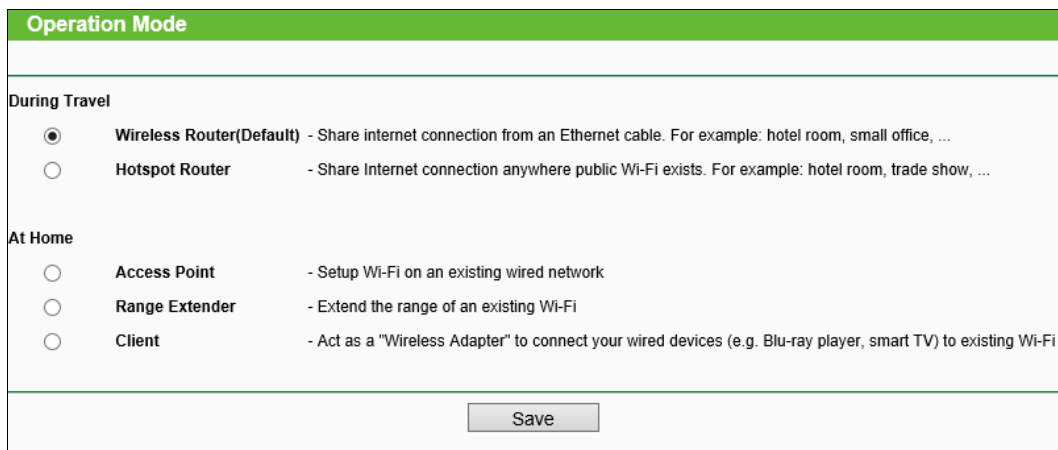 Operation Mode
During Travel
Wireless Router(Default) - Share internet connection from an Ethernet cable. For example: hotel room, small office, ...
Hotspot Router - Share Internet connection anywhere public Wi-Fi exists. For example: hotel room, trade show, ...
At Home
Access Point - Setup Wi-Fi on an existing wired network
Range Extender - Extend the range of an existing Wi-Fi
Client - Act as a "Wireless Adapter" to connect your wired devices (e.g. Blu-ray player, smart TV) to existing Wi-Fi
Save